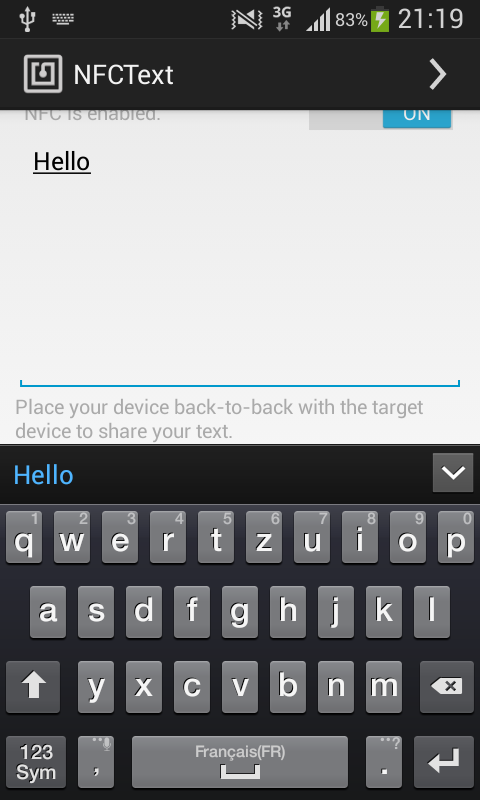 3G 83% 21:19
NFCText
NFC is enabled. ON
Hello
Place your device back-to-back with the target
device to share your text.
Hello
1 2 3 4 5 6 7 8 9 0
q w e r t z u i o p
a s d f g h j k l
y x c v b n m
123
Sym , Français(FR) . ?